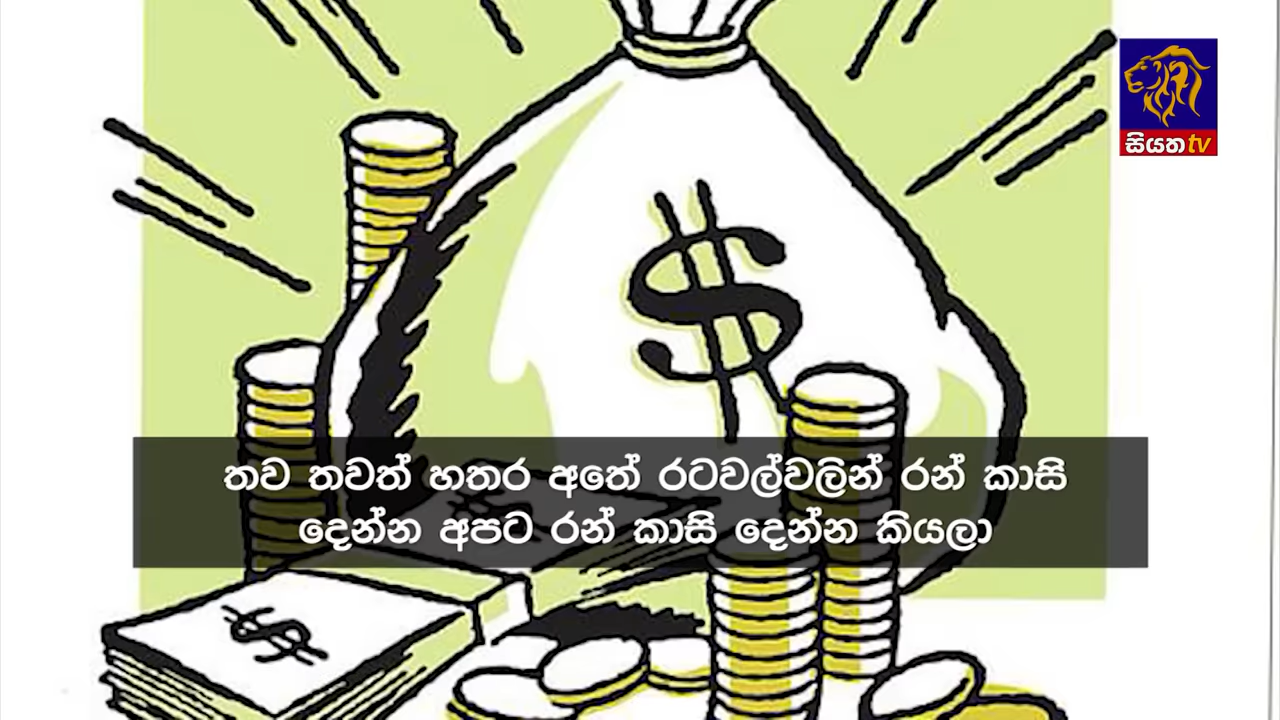 සියත tv
$
තව තවත් හතර අතේ රටවල්වලින් රන් කාසි
දෙන්න අපට රන් කාසි දෙන්න කියලා
$